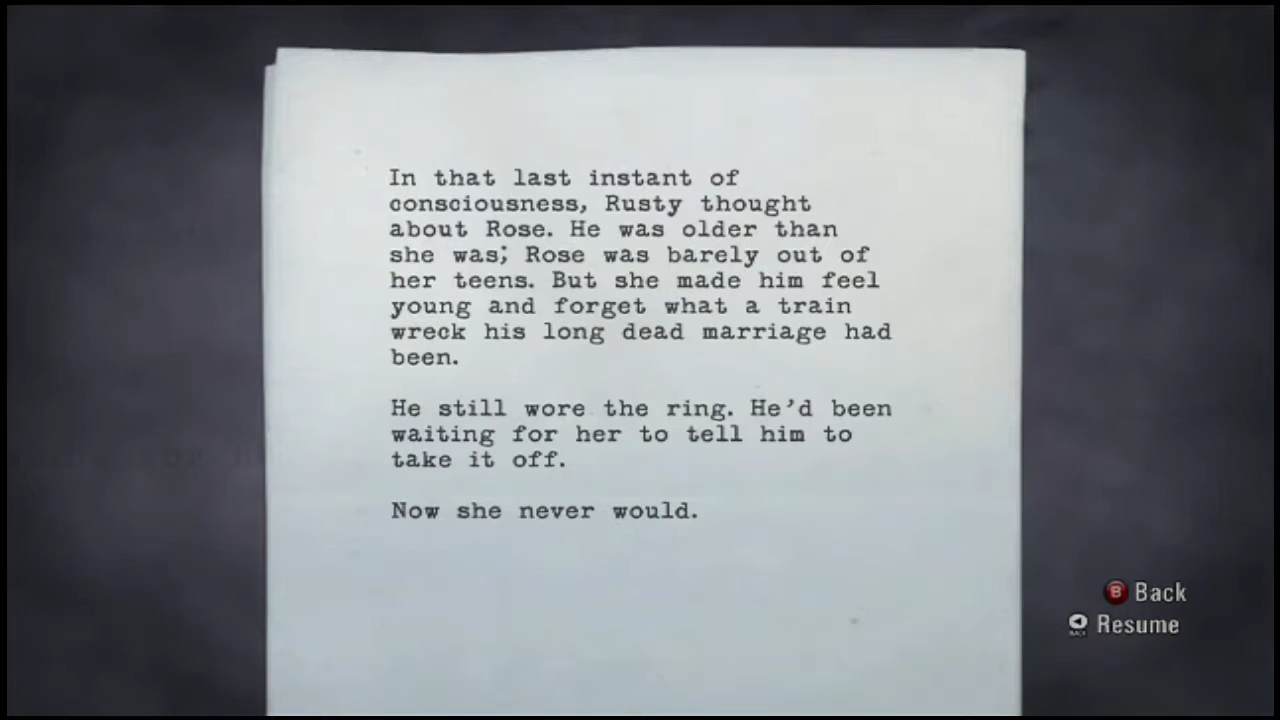 In that last instant of
consciousness, Rusty thought
about Rose. He was older than
she was; Rose was barely out of
her teens. But she made him feel
young and forget what a train
wreck his long dead marriage had
been.
He still wore the ring. He'd been
waiting for her to tell him to
take it off.
Now she never would.
B Back
BACK Resume